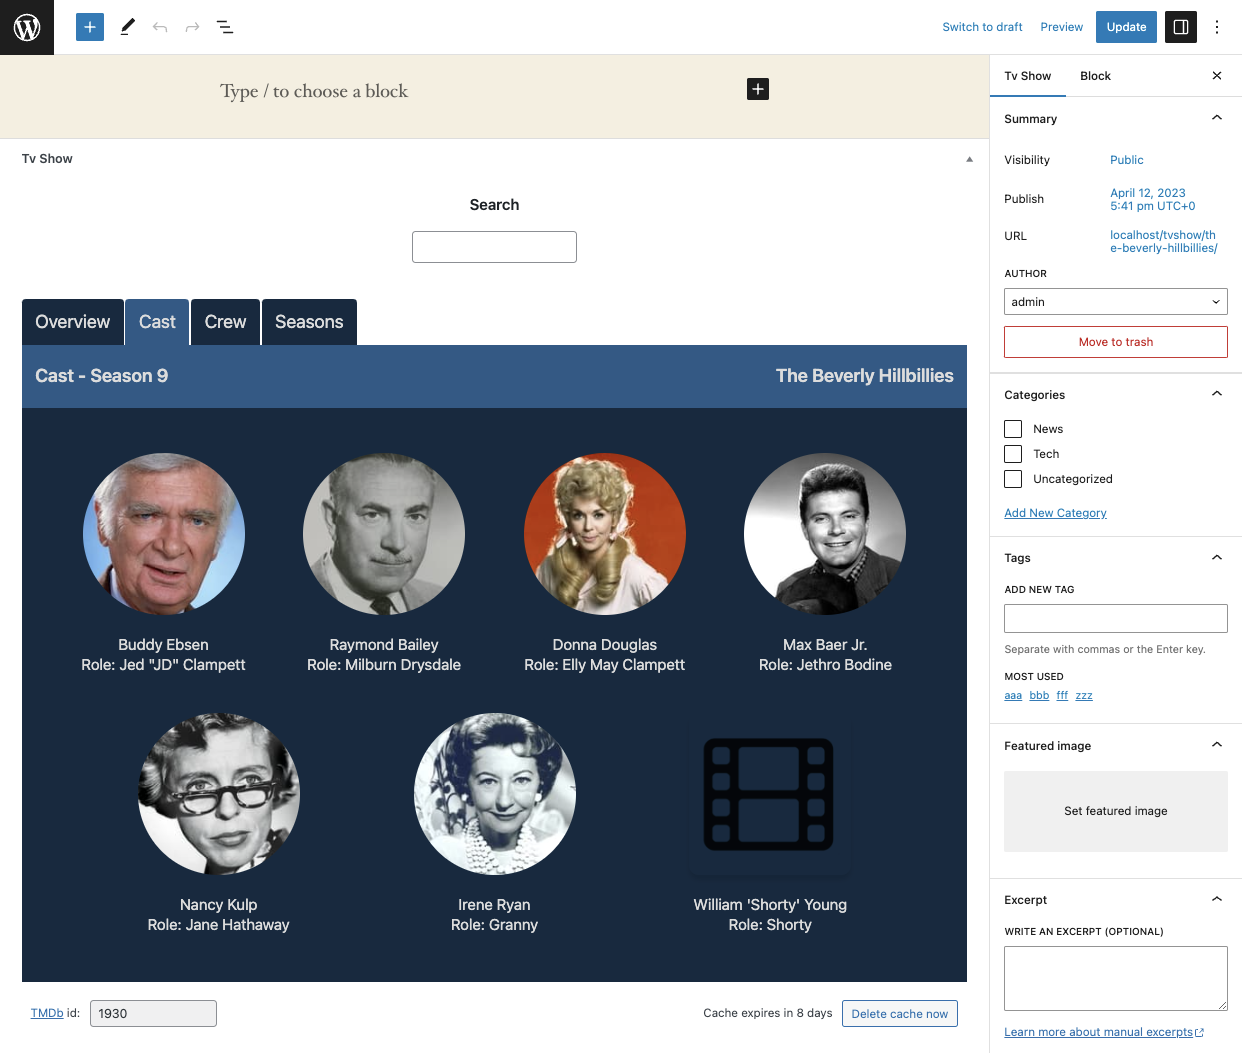 Switch to draft
Preview
Update
Type / to choose a block
Tv Show
Search
Overview
Cast
Crew
Seasons
Cast - Season 9
The Beverly Hillbillies
Buddy Ebsen
Role: Jed "JD" Clampett
Raymond Bailey
Role: Milburn Drysdale
Donna Douglas
Role: Elly May Clampett
Max Baer Jr.
Role: Jethro Bodine
Nancy Kulp
Role: Jane Hathaway
Irene Ryan
Role: Granny
William 'Shorty' Young
Role: Shorty
TMDb id:
1930
Cache expires in 8 days
Delete cache now
Tv Show
Block
Summary
Visibility
Public
Publish
April 12, 2023
5:41 pm UTC+0
URL
localhost/tvshow/th
e-beverly-hillbillies/
AUTHOR
admin
Move to trash
Categories
News
Tech
Uncategorized
Add New Category
Tags
ADD NEW TAG
Separate with commas or the Enter key.
MOST USED
aaa bbb fff zzz
Featured image
Set featured image
Excerpt
WRITE AN EXCERPT (OPTIONAL)
Learn more about manual excerpts